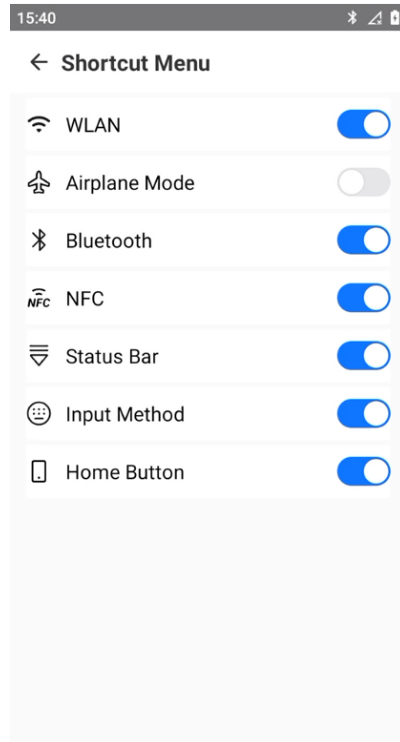 15:40
Shortcut Menu
WLAN
Airplane Mode
Bluetooth
NFC NFC
Status Bar
Input Method
Home Button